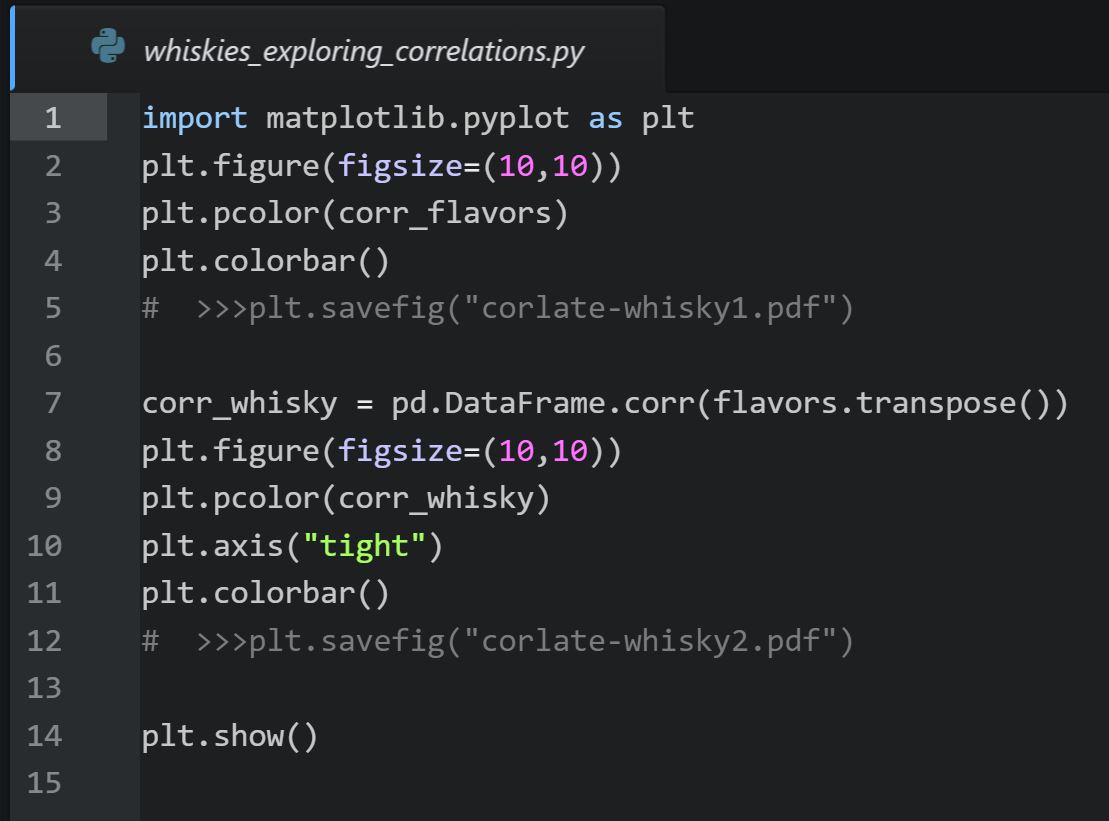 whiskies_exploring_correlations.py
1 import matplotlib.pyplot as plt
2 plt.figure(figsize=(10,10))
3 plt.pcolor(corr_flavors)
4 plt.colorbar()
5 #  >>>plt.savefig("corlate-whisky1.pdf")
6
7 corr_whisky = pd.DataFrame.corr(flavors.transpose())
8 plt.figure(figsize=(10,10))
9 plt.pcolor(corr_whisky)
10 plt.axis("tight")
11 plt.colorbar()
12 #  >>>plt.savefig("corlate-whisky2.pdf")
13
14 plt.show()
15